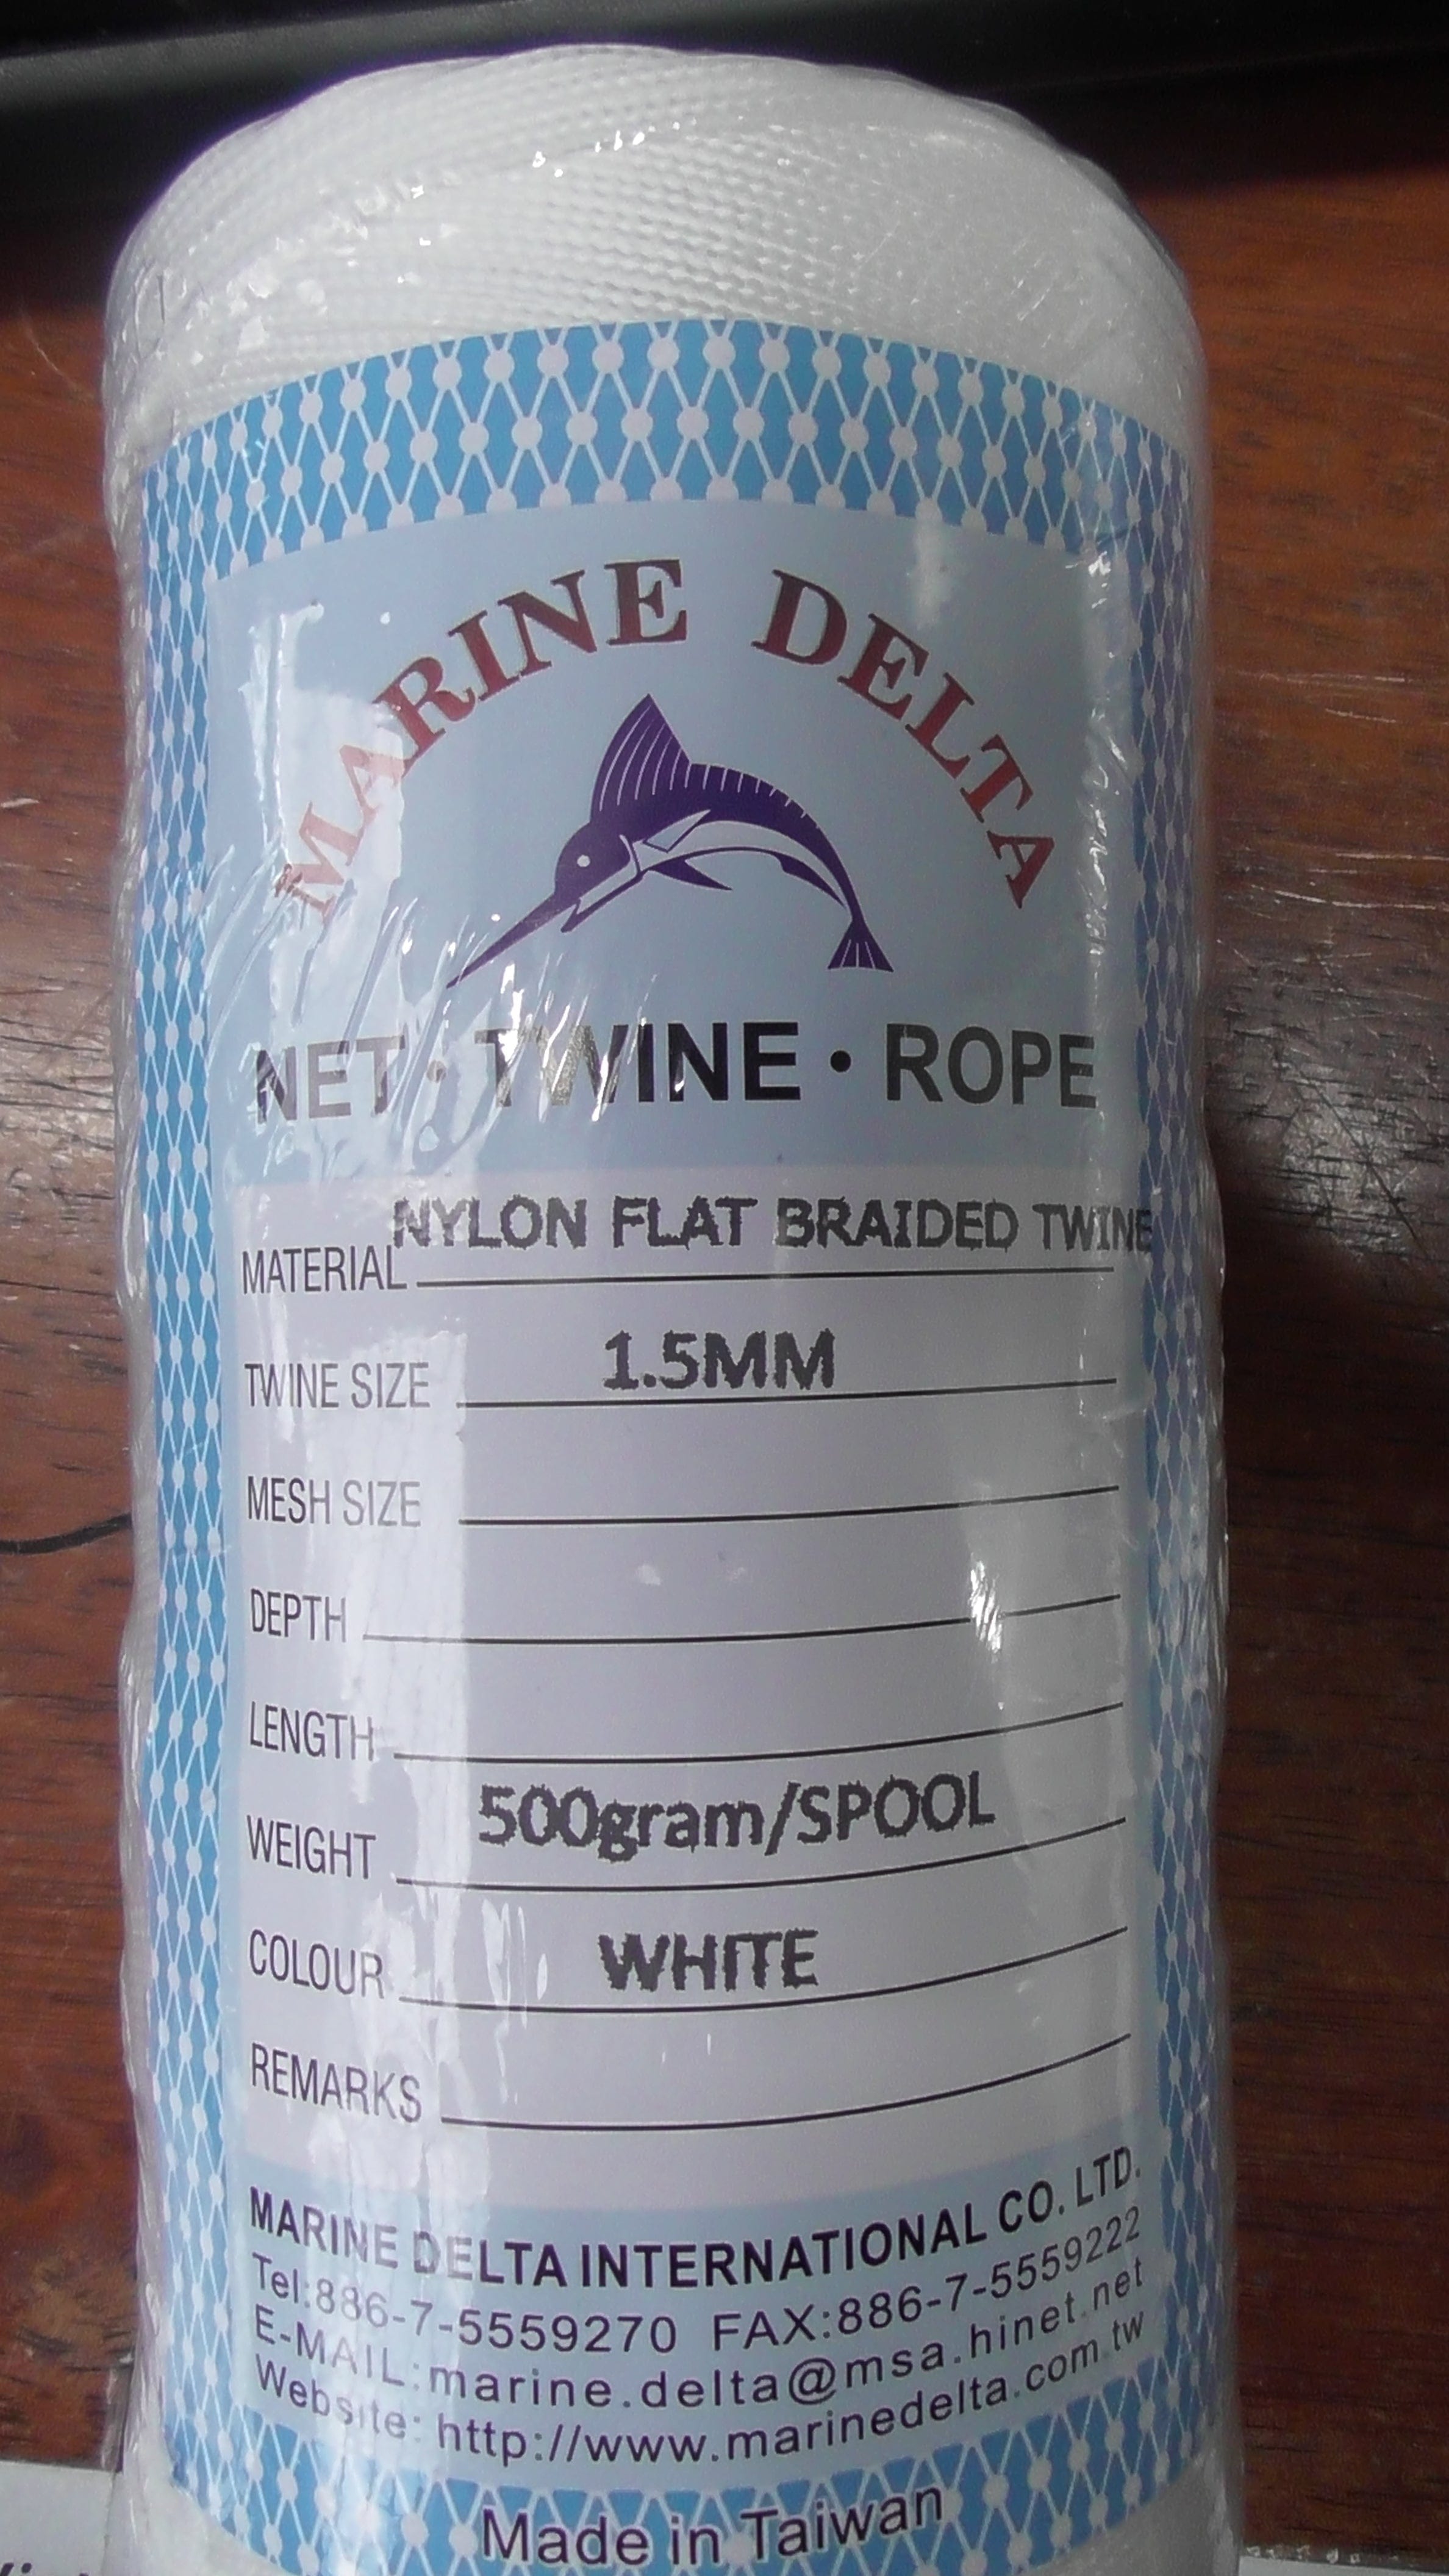 MARINE DELTA
NET · TWINE · ROPE
MATERIAL NYLON FLAT BRAIDED TWINE
TWINE SIZE 1.5MM
MESH SIZE
DEPTH
LENGTH
WEIGHT 500gram/SPOOL
COLOUR WHITE
REMARKS
MARINE DELTA INTERNATIONAL CO. LTD.
Tel:886-7-5559270 FAX:886-7-5559222
E-MAIL:marine.delta@msa.hinet.net
Website: http://www.marinedelta.com.tw
Made in Taiwan